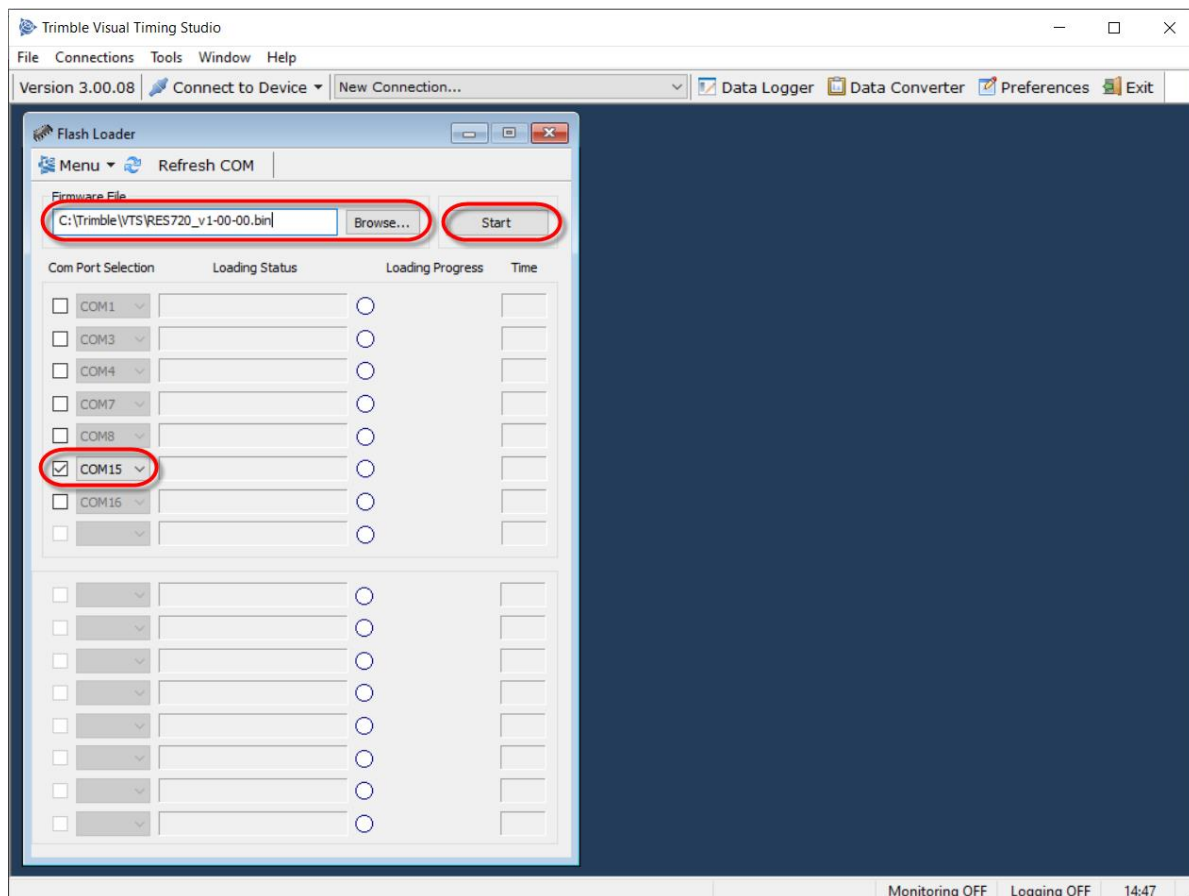 Trimble Visual Timing Studio
File Connections Tools Window Help
Version 3.00.08 Connect to Device New Connection... Data Logger Data Converter Preferences Exit
Flash Loader
Menu Refresh COM
Firmware File
C:\Trimble\VTS\RES720_v1-00-00.bin Browse... Start
Com Port Selection Loading Status Loading Progress Time
COM1
COM3
COM4
COM7
COM8
COM15
COM16
Monitoring OFF Logging OFF 14:47